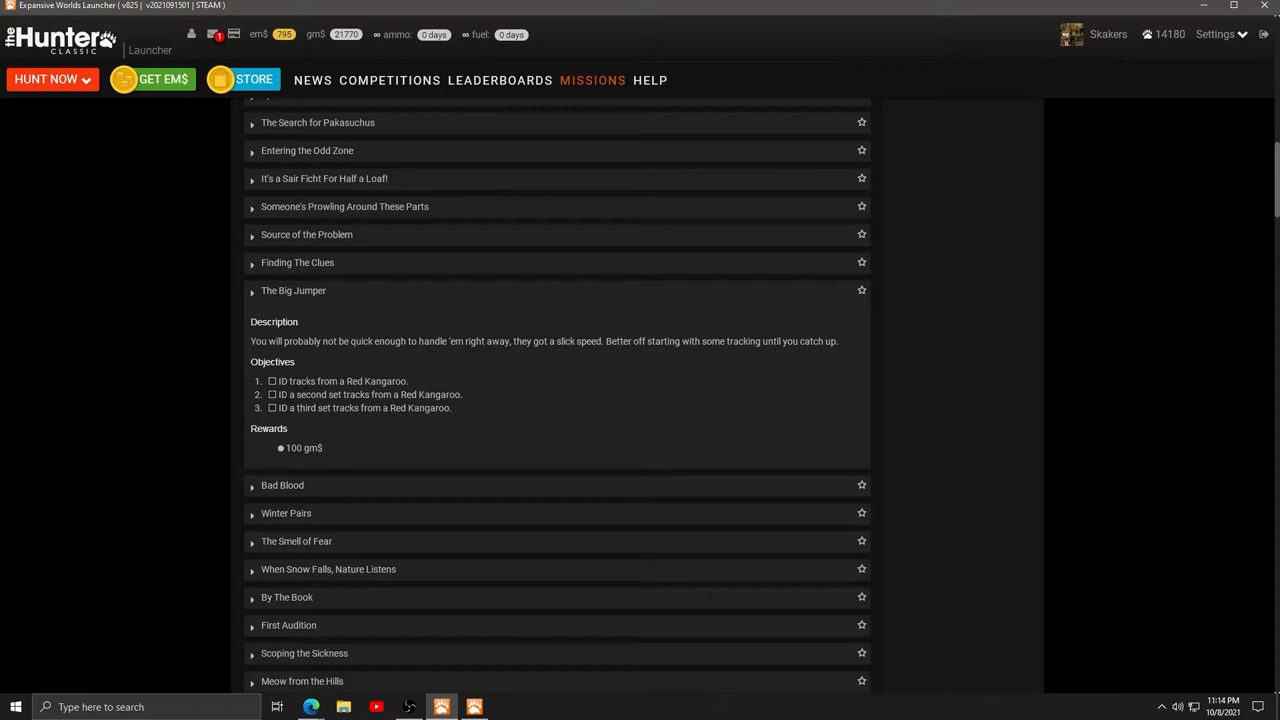 Expansive Worlds Launcher ( v825 | v2021091501 | STEAM )
theHunter CLASSIC | Launcher
1 em$ 795 gm$ 21770 ∞ ammo: 0 days ∞ fuel: 0 days Skakers 14180 Settings
HUNT NOW GET EM$ STORE NEWS COMPETITIONS LEADERBOARDS MISSIONS HELP
The Search for Pakasuchus
Entering the Odd Zone
It's a Sair Ficht For Half a Loaf!
Someone's Prowling Around These Parts
Source of the Problem
Finding The Clues
The Big Jumper
Description
You will probably not be quick enough to handle 'em right away, they got a slick speed. Better off starting with some tracking until you catch up.
Objectives
1. ID tracks from a Red Kangaroo.
2. ID a second set tracks from a Red Kangaroo.
3. ID a third set tracks from a Red Kangaroo.
Rewards
100 gm$
Bad Blood
Winter Pairs
The Smell of Fear
When Snow Falls, Nature Listens
By The Book
First Audition
Scoping the Sickness
Meow from the Hills
Type here to search
11:14 PM
10/8/2021